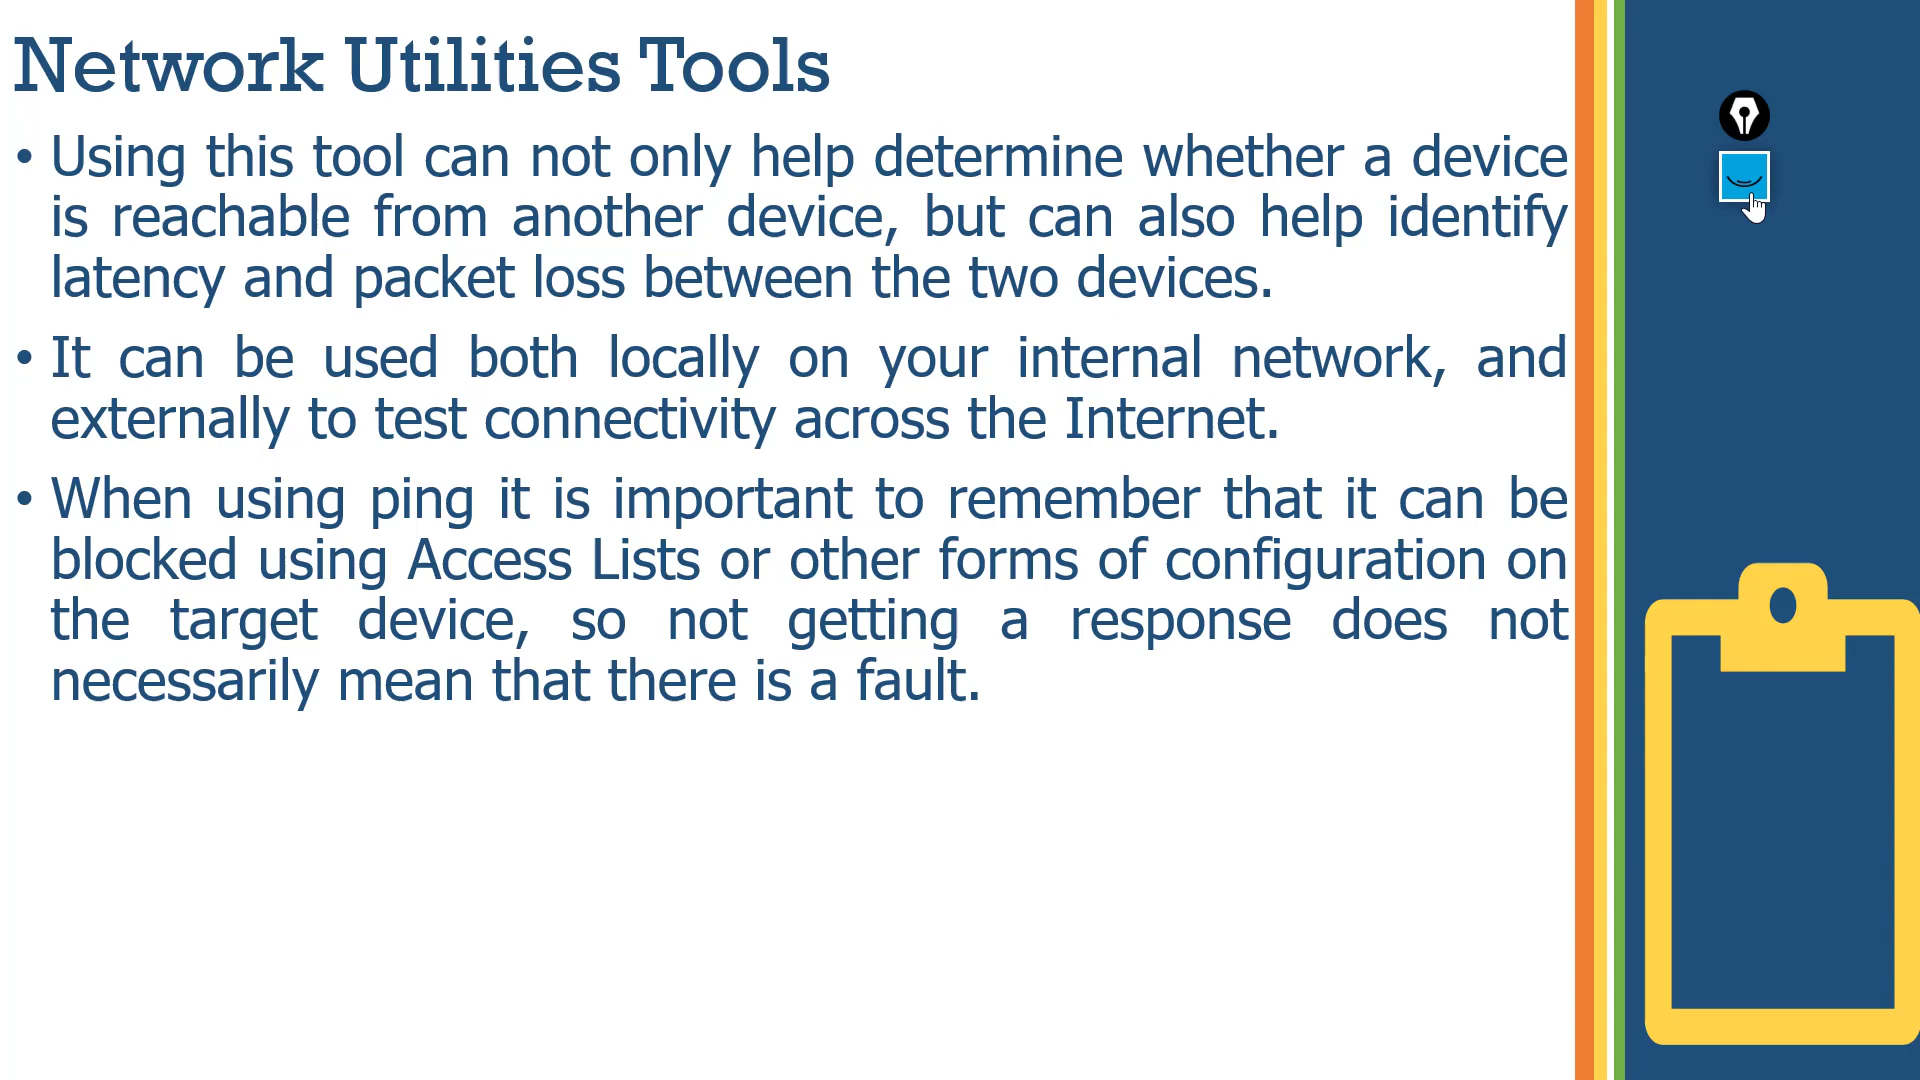 Network Utilities Tools
• Using this tool can not only help determine whether a device
is reachable from another device, but can also help identify
latency and packet loss between the two devices.
• It can be used both locally on your internal network, and
externally to test connectivity across the Internet.
• When using ping it is important to remember that it can be
blocked using Access Lists or other forms of configuration on
the target device, so not getting a response does not
necessarily mean that there is a fault.